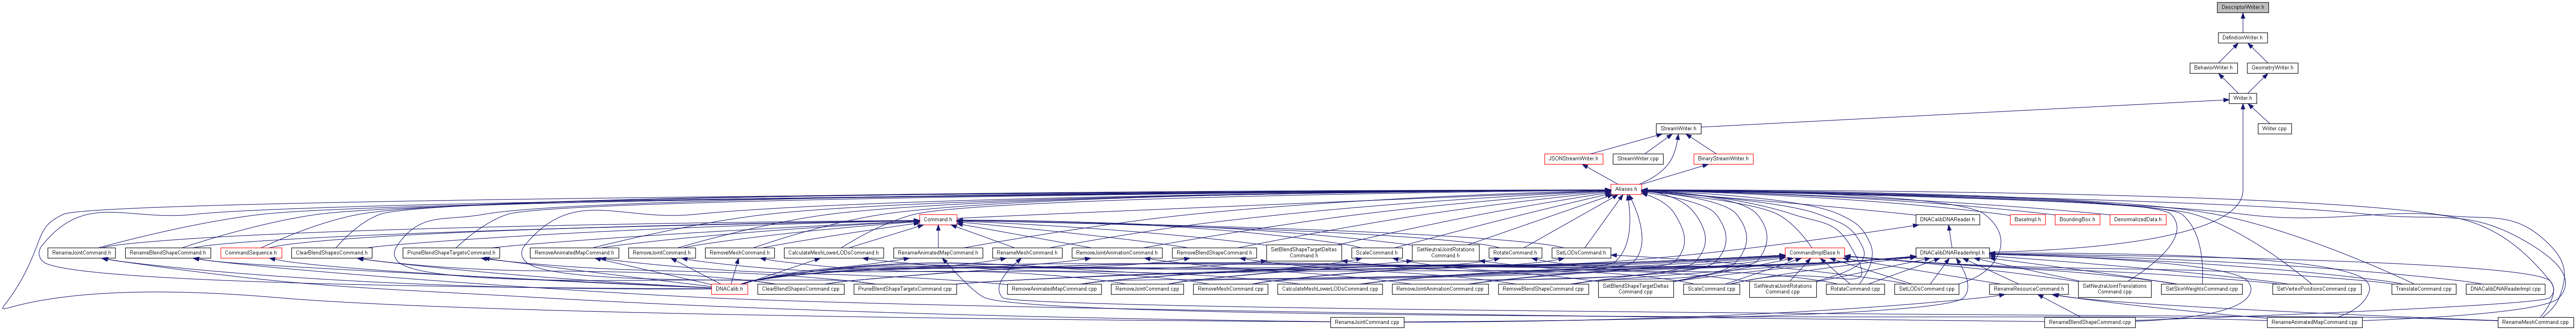 DescriptorWriter.h
DefinitionWriter.h
BehaviorWriter.h
GeometryWriter.h
Writer.h
StreamWriter.h
Writer.cpp
JSONStreamWriter.h
StreamWriter.cpp
BinaryStreamWriter.h
Aliases.h
Command.h
DNACalibDNAReader.h
BaseImpl.h
BoundingBox.h
DenormalizedData.h
RenameJointCommand.h
RenameBlendShapeCommand.h
CommandSequence.h
ClearBlendShapesCommand.h
PruneBlendShapeTargetsCommand.h
RemoveAnimatedMapCommand.h
RemoveJointCommand.h
RemoveMeshCommand.h
CalculateMeshLowerLODsCommand.h
RenameAnimatedMapCommand.h
RenameMeshCommand.h
RemoveJointAnimationCommand.h
RemoveBlendShapeCommand.h
SetBlendShapeTargetDeltas
Command.h
ScaleCommand.h
SetNeutralJointRotations
Command.h
RotateCommand.h
SetLODsCommand.h
CommandImplBase.h
DNACalibDNAReaderImpl.h
DNACalib.h
ClearBlendShapesCommand.cpp
PruneBlendShapeTargetsCommand.cpp
RemoveAnimatedMapCommand.cpp
RemoveJointCommand.cpp
RemoveMeshCommand.cpp
CalculateMeshLowerLODsCommand.cpp
RemoveJointAnimationCommand.cpp
RemoveBlendShapeCommand.cpp
SetBlendShapeTargetDeltas
Command.cpp
ScaleCommand.cpp
SetNeutralJointRotations
Command.cpp
RotateCommand.cpp
SetLODsCommand.cpp
RenameResourceCommand.h
SetNeutralJointTranslations
Command.cpp
SetSkinWeightsCommand.cpp
SetVertexPositionsCommand.cpp
TranslateCommand.cpp
DNACalibDNAReaderImpl.cpp
RenameJointCommand.cpp
RenameBlendShapeCommand.cpp
RenameAnimatedMapCommand.cpp
RenameMeshCommand.cpp